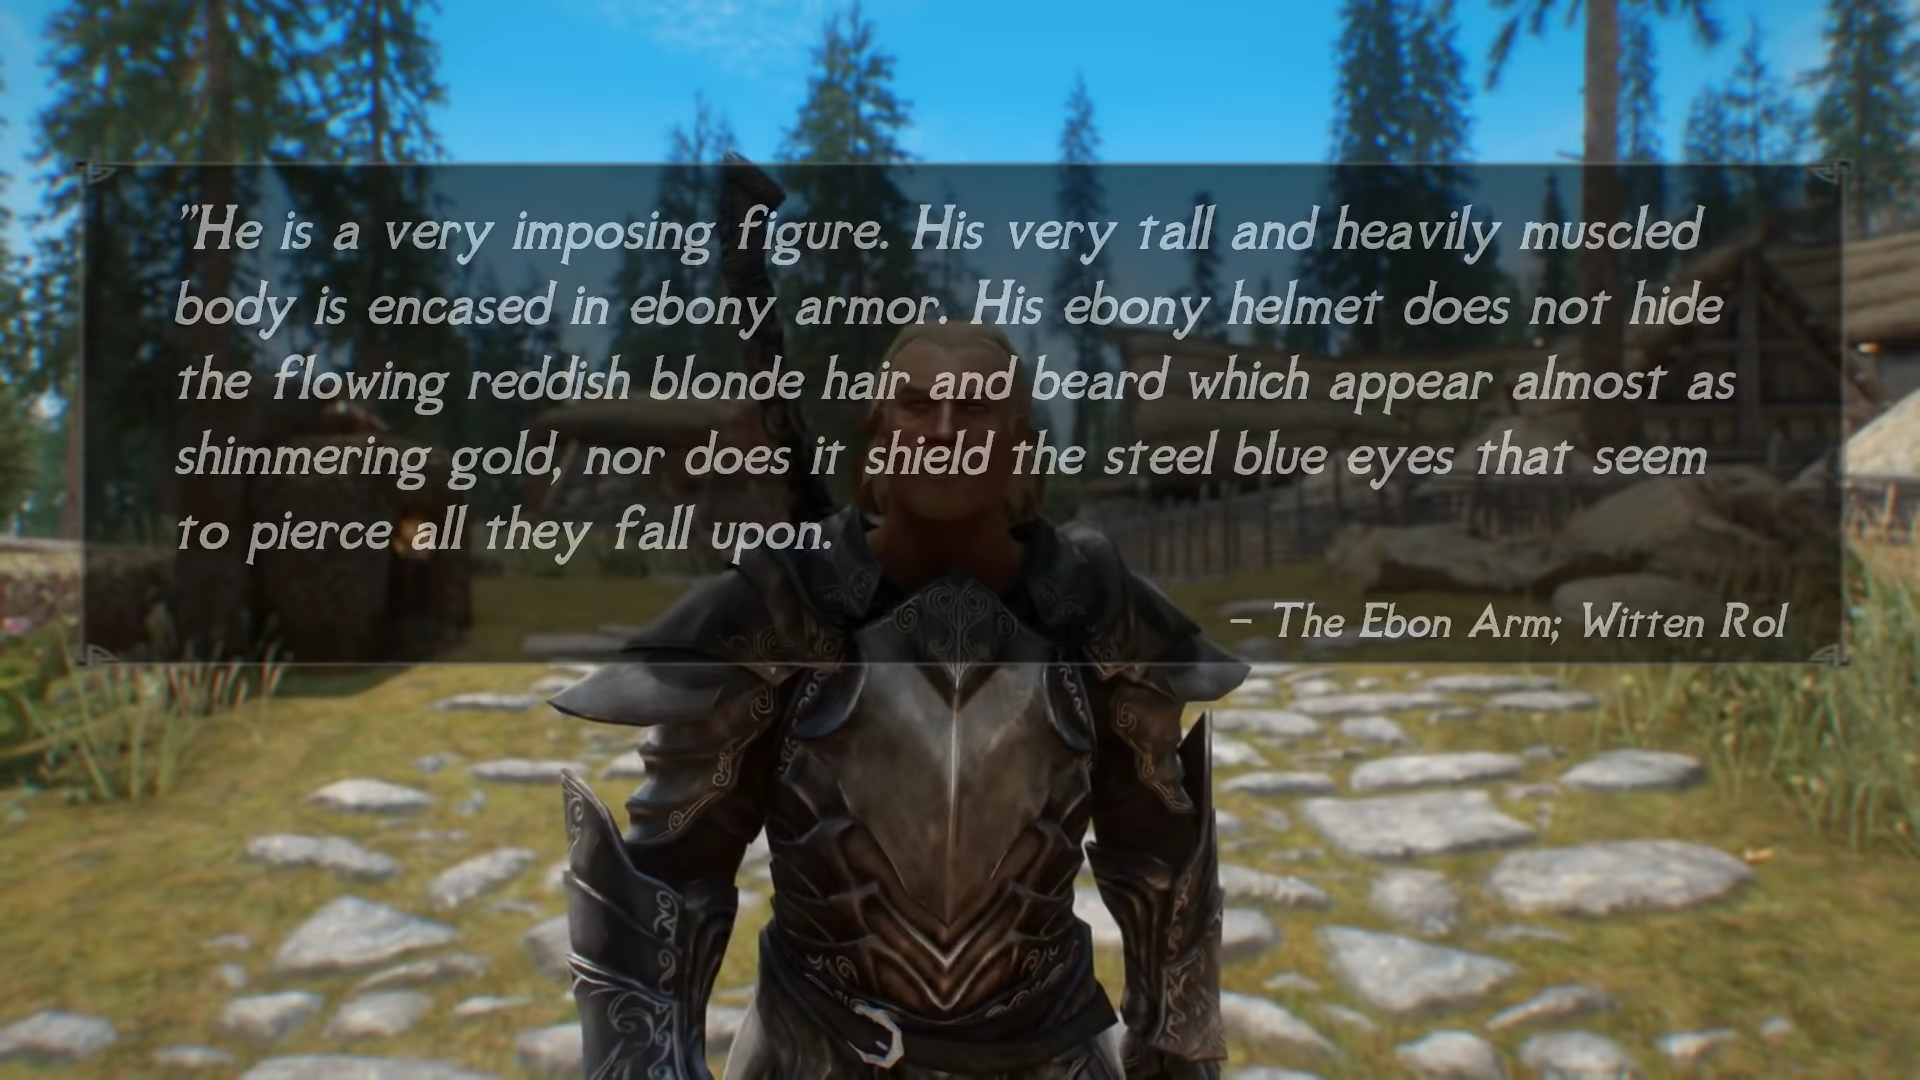 "He is a very imposing figure. His very tall and heavily muscled
body is encased in ebony armor. His ebony helmet does not hide
the flowing reddish blonde hair and beard which appear almost as
shimmering gold, nor does it shield the steel blue eyes that seem
to pierce all they fall upon.
- The Ebon Arm; Witten Rol